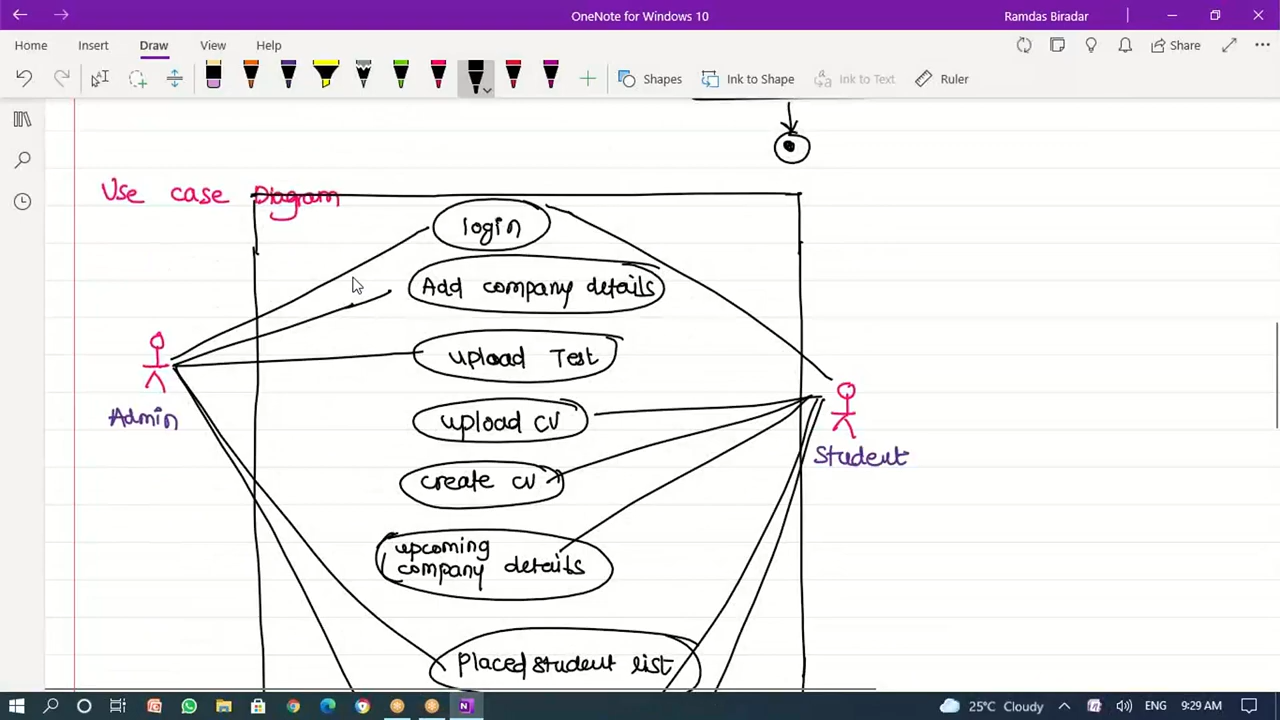 OneNote for Windows 10
Ramdas Biradar
Home
Insert
Draw
View
Help
Share
Shapes
Ink to Shape
Ink to Text
Ruler
Use case Diagram
login
Add company details
upload Test
Admin
upload cv
Student
create cv
upcoming
company details
placed student list
25°C Cloudy
ENG
9:29 AM